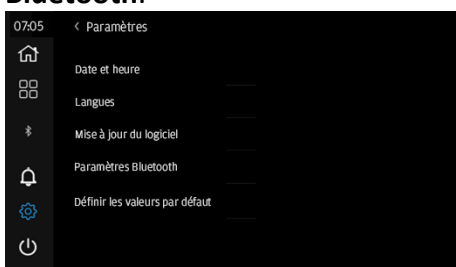 Bluetooth.
07:05
< Paramètres
Date et heure
Langues
Mise à jour du logiciel
Paramètres Bluetooth
Définir les valeurs par défaut